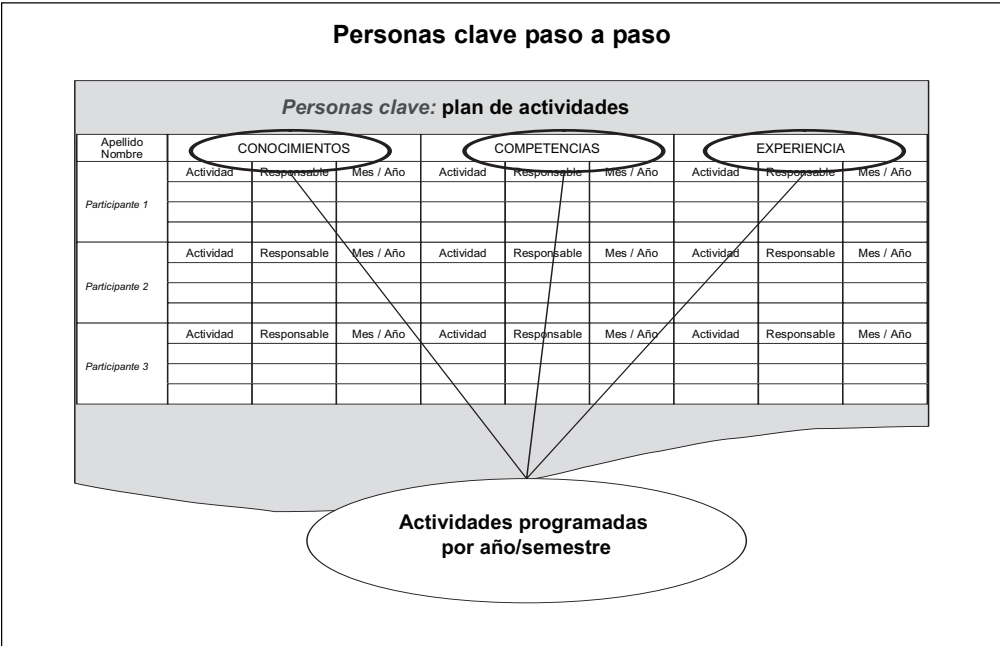 Personas clave paso a paso
Personas clave: plan de actividades
Apellido
Nombre
CONOCIMIENTOS COMPETENCIAS EXPERIENCIA
Actividad Responsable Mes / Año Actividad Responsable Mes / Año Actividad Responsable Mes / Año
Participante 1
Actividad Responsable Mes / Año Actividad Responsable Mes / Año Actividad Responsable Mes / Año
Participante 2
Actividad Responsable Mes / Año Actividad Responsable Mes / Año Actividad Responsable Mes / Año
Participante 3
Actividades programadas
por año/semestre